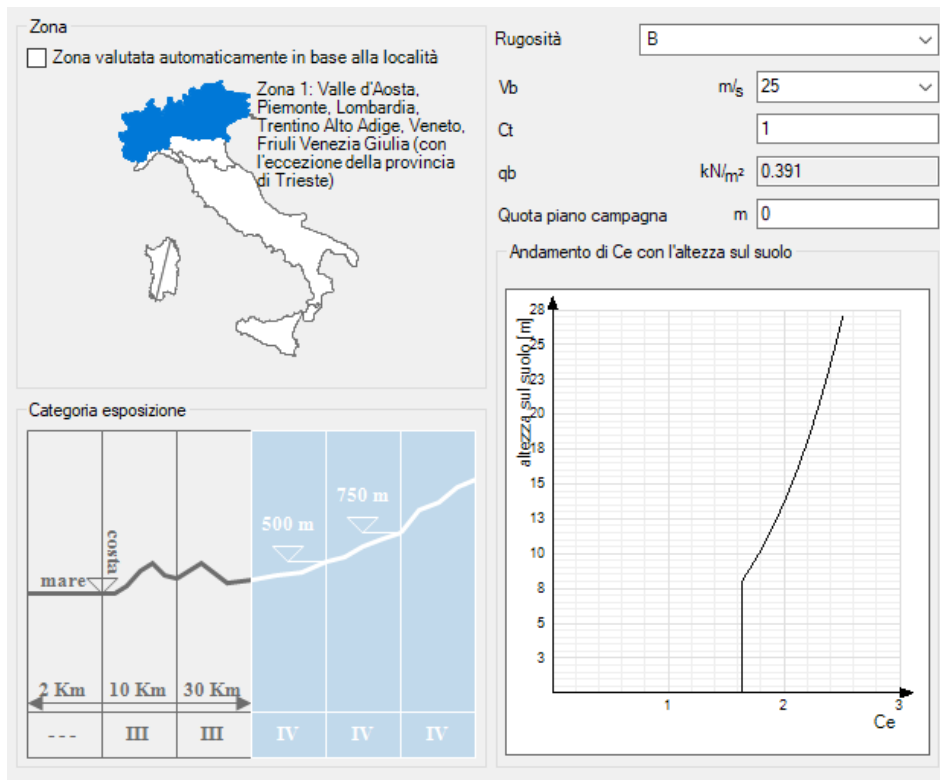 Zona
Zona valutata automaticamente in base alla località
Zona 1: Valle d'Aosta,
Piemonte, Lombardia,
Trentino Alto Adige, Veneto,
Friuli Venezia Giulia (con
l'eccezione della provincia
di Trieste)
Rugosità B
Vb m/s 25
Ct 1
qb kN/m² 0.391
Quota piano campagna m 0
Categoria esposizione
mare
costa
500 m
750 m
2 Km 10 Km 30 Km
--- III III IV IV IV
Andamento di Ce con l'altezza sul suolo
altezza sul suolo [m]
28
25
23
20
18
15
13
10
8
5
3
1 2 3
Ce